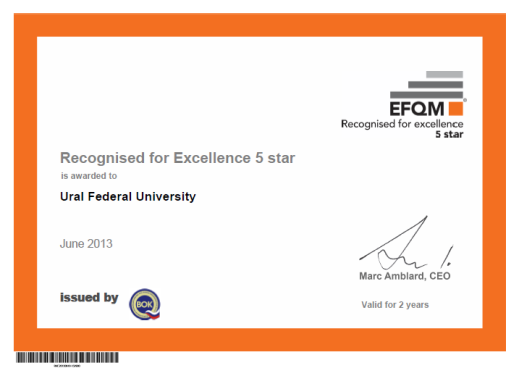 EFQM
Recognised for excellence
5 star
Recognised for Excellence 5 star
is awarded to
Ural Federal University
June 2013
Marc Amblard, CEO
issued by
BOK
Valid for 2 years